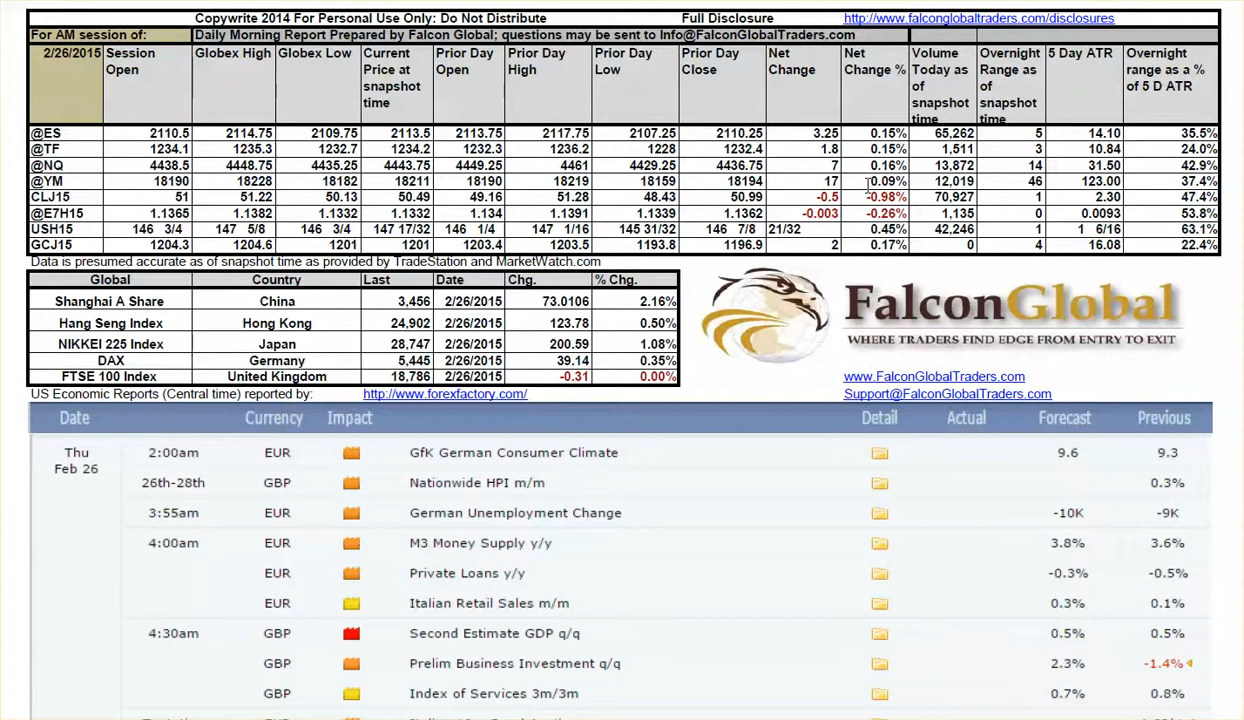 Copywrite 2014 For Personal Use Only: Do Not Distribute Full Disclosure http://www.falconglobaltraders.com/disclosures
For AM session of: Daily Morning Report Prepared by Falcon Global; questions may be sent to Info@FalconGlobalTraders.com
2/26/2015 Session Open Globex High Globex Low Current Price at snapshot time Prior Day Open Prior Day High Prior Day Low Prior Day Close Net Change Net Change % Volume Today as of snapshot time Overnight Range as of snapshot time 5 Day ATR Overnight range as a % of 5 D ATR
@ES 2110.5 2114.75 2109.75 2113.5 2113.75 2117.75 2107.25 2110.25 3.25 0.15% 65,262 5 14.10 35.5%
@TF 1234.1 1235.3 1232.7 1234.2 1232.3 1236.2 1228 1232.4 1.8 0.15% 1,511 3 10.84 24.0%
@NQ 4438.5 4448.75 4435.25 4443.75 4449.25 4461 4429.25 4436.75 7 0.16% 13,872 14 31.50 42.9%
@YM 18190 18228 18182 18211 18190 18219 18159 18194 17 0.09% 12,019 46 123.00 37.4%
CLJ15 51 51.22 50.13 50.49 49.16 51.28 48.43 50.99 -0.5 -0.98% 70,927 1 2.30 47.4%
@E7H15 1.1365 1.1382 1.1332 1.1332 1.134 1.1391 1.1339 1.1362 -0.003 -0.26% 1,135 0 0.0093 53.8%
USH15 146 3/4 147 5/8 146 3/4 147 17/32 146 1/4 147 1/16 145 31/32 146 7/8 21/32 0.45% 42,246 1 1 6/16 63.1%
GCJ15 1204.3 1204.6 1201 1201 1203.4 1203.5 1193.8 1196.9 2 0.17% 0 4 16.08 22.4%
Data is presumed accurate as of snapshot time as provided by TradeStation and MarketWatch.com
Global Country Last Date Chg. % Chg.
Shanghai A Share China 3,456 2/26/2015 73.0106 2.16%
Hang Seng Index Hong Kong 24,902 2/26/2015 123.78 0.50%
NIKKEI 225 Index Japan 28,747 2/26/2015 200.59 1.08%
DAX Germany 5,445 2/26/2015 39.14 0.35%
FTSE 100 Index United Kingdom 18,786 2/26/2015 -0.31 0.00%
FalconGlobal
WHERE TRADERS FIND EDGE FROM ENTRY TO EXIT
www.FalconGlobalTraders.com
US Economic Reports (Central time) reported by: http://www.forexfactory.com/ Support@FalconGlobalTraders.com
Date Currency Impact Detail Actual Forecast Previous
Thu Feb 26 2:00am EUR GfK German Consumer Climate 9.6 9.3
26th-28th GBP Nationwide HPI m/m 0.3%
3:55am EUR German Unemployment Change -10K -9K
4:00am EUR M3 Money Supply y/y 3.8% 3.6%
EUR Private Loans y/y -0.3% -0.5%
EUR Italian Retail Sales m/m 0.3% 0.1%
4:30am GBP Second Estimate GDP q/q 0.5% 0.5%
GBP Prelim Business Investment q/q 2.3% -1.4%
GBP Index of Services 3m/3m 0.7% 0.8%